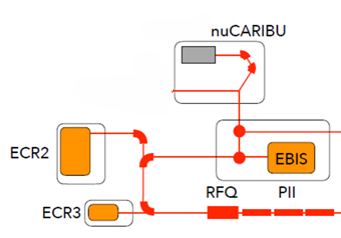 nuCARIBU
ECR2
EBIS
RFQ PII
ECR3